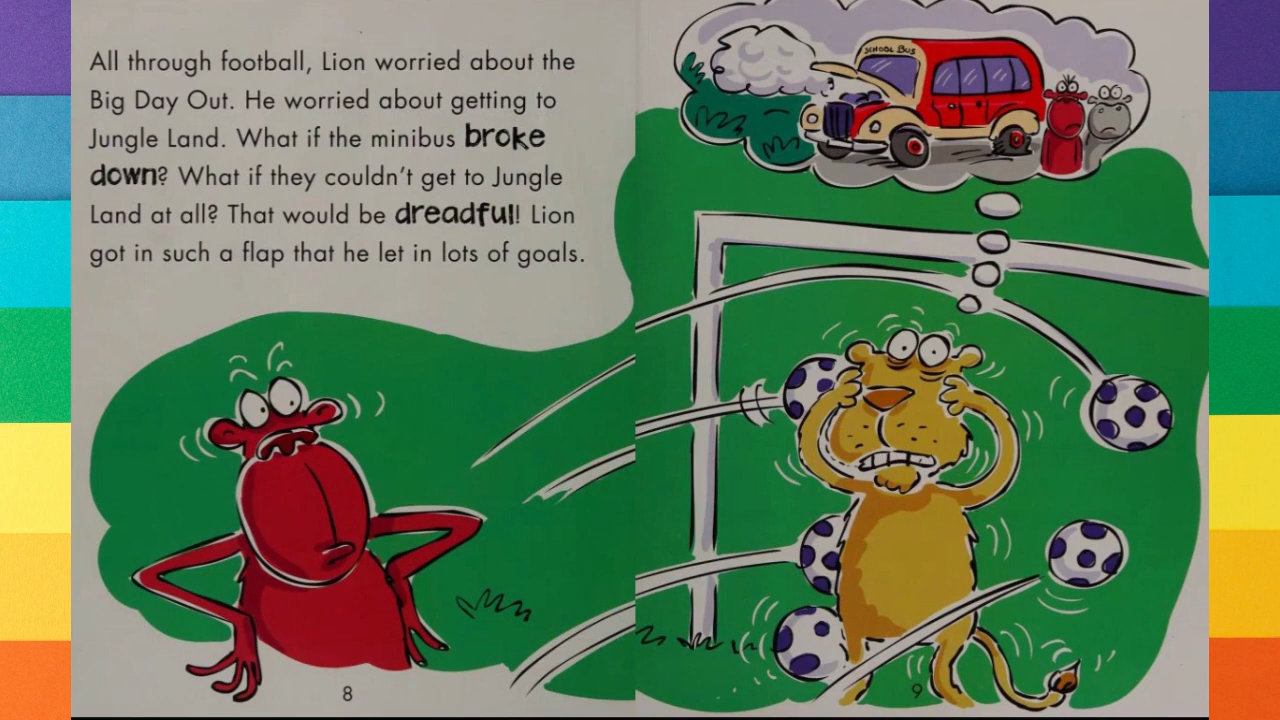 All through football, Lion worried about the
Big Day Out. He worried about getting to
Jungle Land. What if the minibus broke
down? What if they couldn't get to Jungle
Land at all? That would be dreadful! Lion
got in such a flap that he let in lots of goals.
SCHOOL BUS
8
9